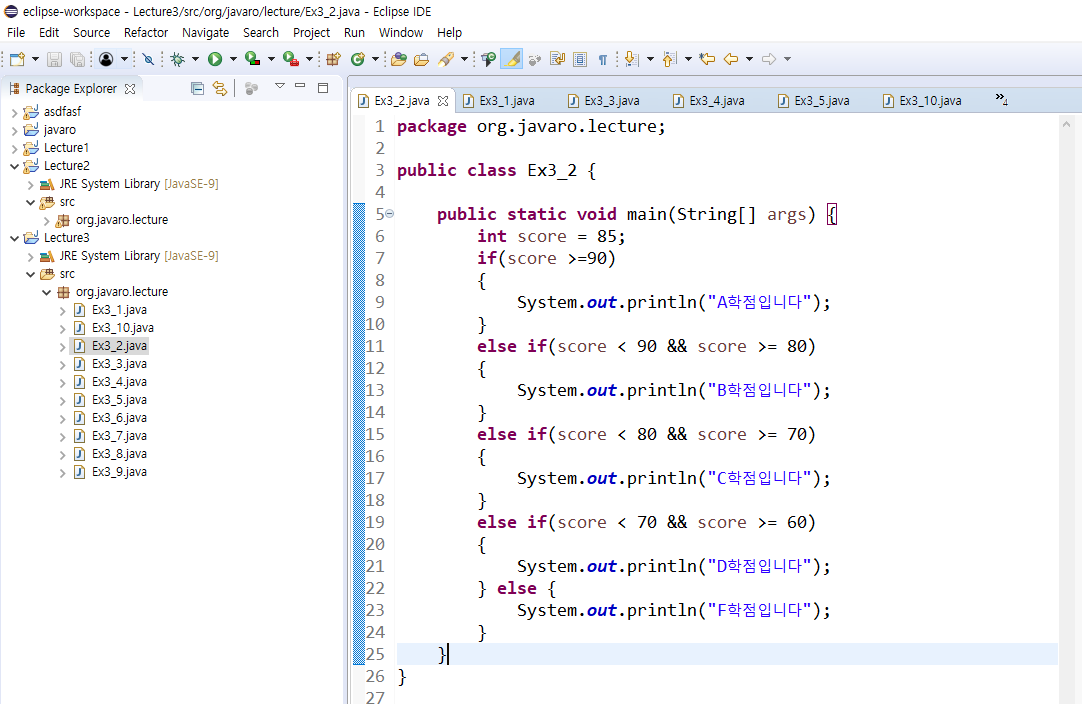 eclipse-workspace - Lecture3/src/org/javaro/lecture/Ex3_2.java - Eclipse IDE
File Edit Source Refactor Navigate Search Project Run Window Help
Package Explorer
asdfasf
javaro
Lecture1
Lecture2
JRE System Library [JavaSE-9]
src
org.javaro.lecture
Lecture3
JRE System Library [JavaSE-9]
src
org.javaro.lecture
Ex3_1.java
Ex3_10.java
Ex3_2.java
Ex3_3.java
Ex3_4.java
Ex3_5.java
Ex3_6.java
Ex3_7.java
Ex3_8.java
Ex3_9.java
Ex3_2.java Ex3_1.java Ex3_3.java Ex3_4.java Ex3_5.java Ex3_10.java »4
1 package org.javaro.lecture;
2
3 public class Ex3_2 {
4
5 public static void main(String[] args) {
6 int score = 85;
7 if(score >=90)
8 {
9 System.out.println("A학점입니다");
10 }
11 else if(score < 90 && score >= 80)
12 {
13 System.out.println("B학점입니다");
14 }
15 else if(score < 80 && score >= 70)
16 {
17 System.out.println("C학점입니다");
18 }
19 else if(score < 70 && score >= 60)
20 {
21 System.out.println("D학점입니다");
22 } else {
23 System.out.println("F학점입니다");
24 }
25 }
26 }
27